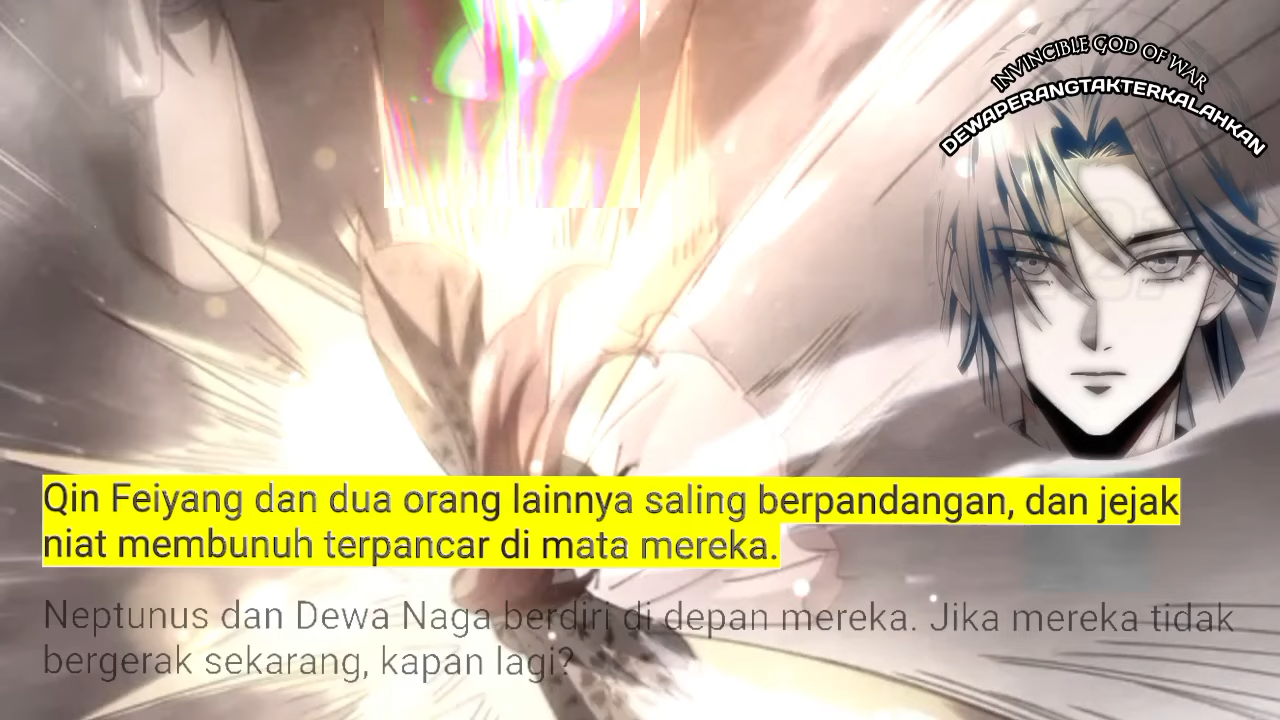 INVINCIBLE GOD OF WAR
DEWAPERANGTAKTERKALAHKAN
Qin Feiyang dan dua orang lainnya saling berpandangan, dan jejak
niat membunuh terpancar di mata mereka.
Neptunus dan Dewa Naga berdiri di depan mereka. Jika mereka tidak
bergerak sekarang, kapan lagi?